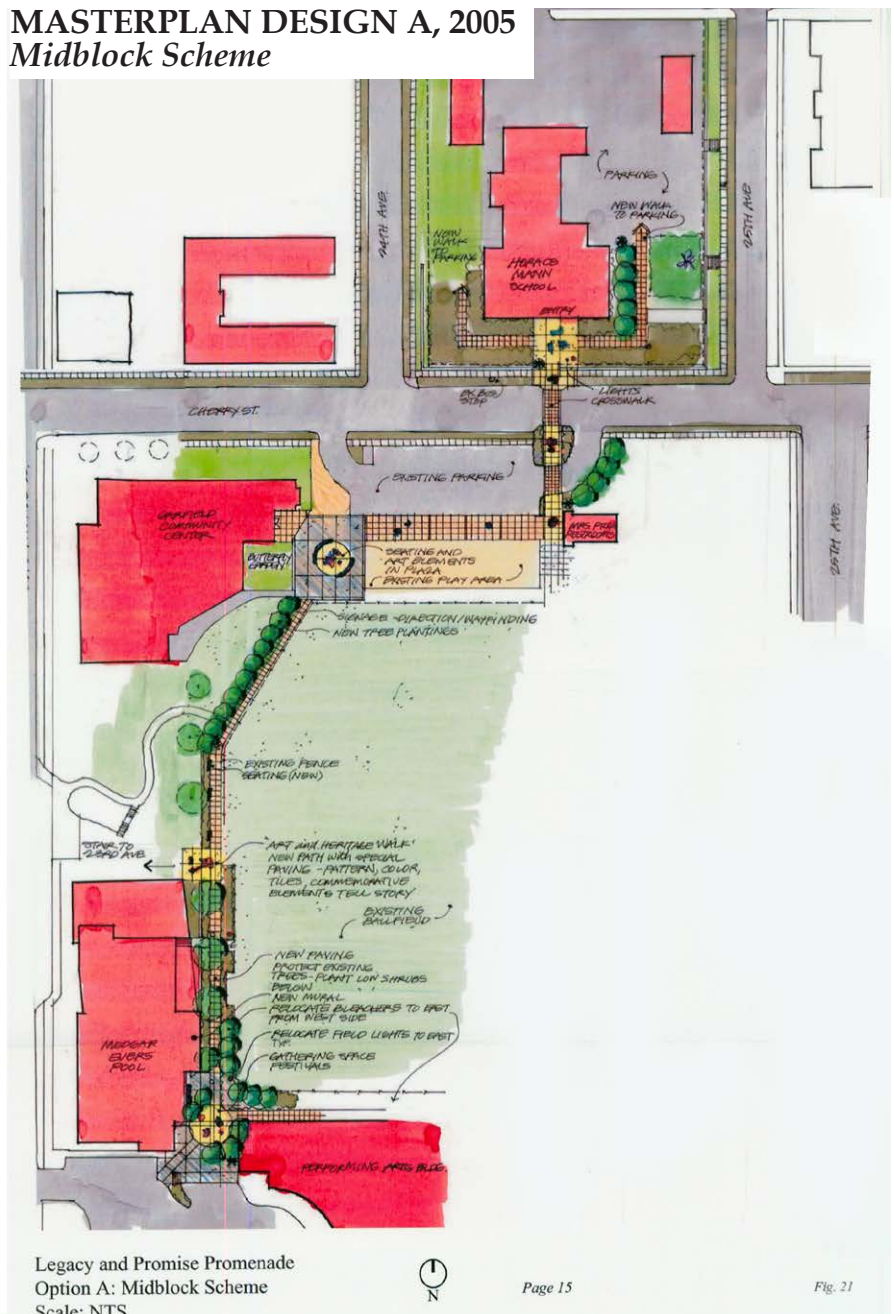 MASTERPLAN DESIGN A, 2005
Midblock Scheme
24TH AVE.
25TH AVE
PARKING
NEW WALK
TO PARKING
NEW
WALK
TO
PARKING
HORACE
MANN
SCHOOL
ENTRY
EX. BUS
STOP
LIGHTS
CROSSWALK
CHERRY ST.
EXISTING PARKING
GARFIELD
COMMUNITY
CENTER
BUTTERFLY
GARDEN
25TH AVE.
SEATING AND
ART ELEMENTS
IN PLAZA
EXISTING PLAY AREA
SIGNAGE - DIRECTION/WAYFINDING
NEW TREE PLANTINGS
EXISTING FENCE
SEATING (NEW)
STAIR TO
23RD AVE
'ART AND HERITAGE WALK'
NEW PATH WITH SPECIAL
PAVING - PATTERN, COLOR,
TILES, COMMEMORATIVE
ELEMENTS TELL STORY
EXISTING
BALLFIELD
NEW PAVING
PROTECT EXISTING
TREES - PLANT LOW SHRUBS
BELOW
NEW MURAL
RELOCATE BLEACHERS TO EAST
FROM WEST SIDE
RELOCATE FIELD LIGHTS TO EAST
TYP.
GATHERING SPACE
FESTIVALS
MEDGAR
EVERS
POOL
PERFORMING ARTS BLDG.
Legacy and Promise Promenade
Option A: Midblock Scheme
Scale: NTS
N
Page 15
Fig. 21